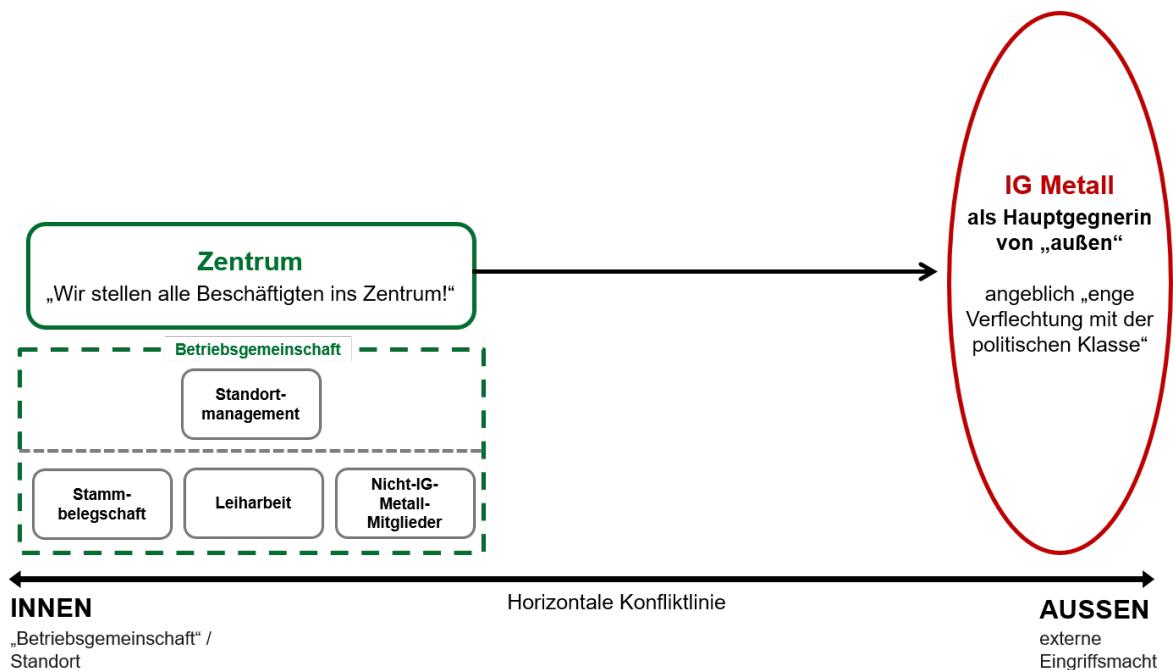 Zentrum
„Wir stellen alle Beschäftigten ins Zentrum!“
Betriebsgemeinschaft
Standort-
management
Stamm-
belegschaft
Leiharbeit
Nicht-IG-
Metall-
Mitglieder
IG Metall
als Hauptgegnerin
von „außen“
angeblich „enge
Verflechtung mit der
politischen Klasse“
INNEN
„Betriebsgemeinschaft“ /
Standort
Horizontale Konfliktlinie
AUSSEN
externe
Eingriffsmacht